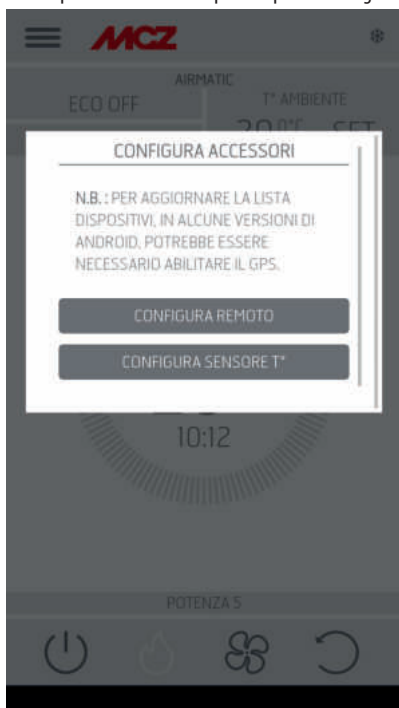 MCZ
AIRMATIC
ECO OFF
T° AMBIENTE
SET
CONFIGURA ACCESSORI
N.B. : PER AGGIORNARE LA LISTA
DISPOSITIVI, IN ALCUNE VERSIONI DI
ANDROID, POTREBBE ESSERE
NECESSARIO ABILITARE IL GPS.
CONFIGURA REMOTO
CONFIGURA SENSORE T°
10:12
POTENZA 5